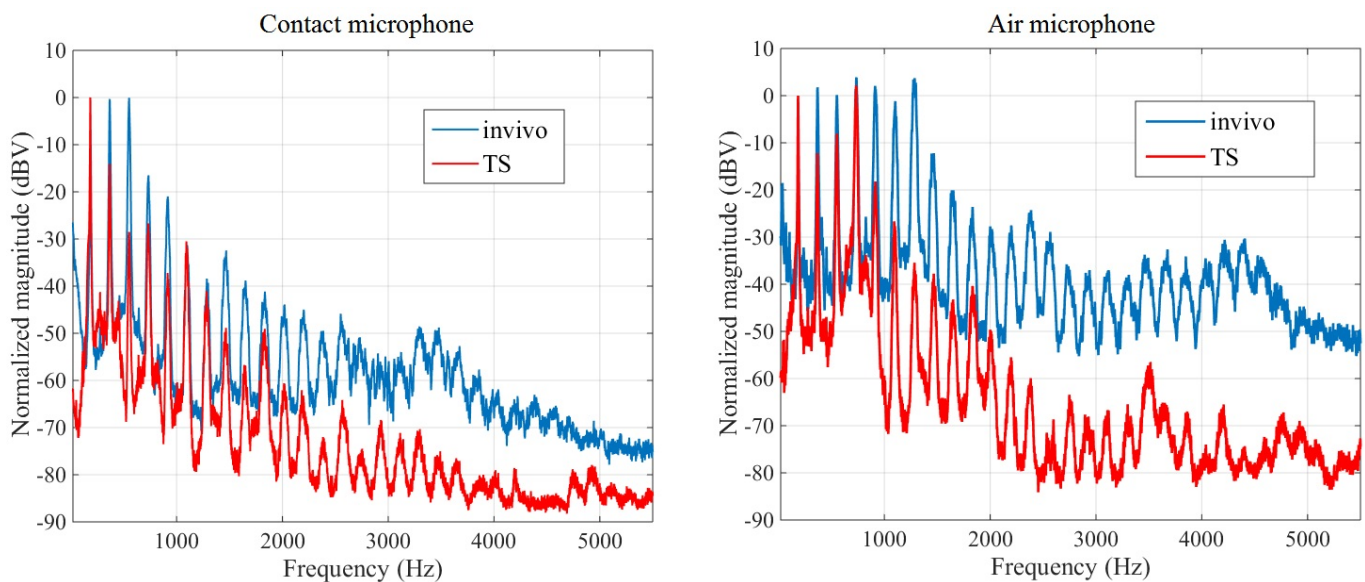 Contact microphone
10
0
-10
-20
-30
-40
-50
-60
-70
-80
-90
Normalized magnitude (dBV)
invivo
TS
1000 2000 3000 4000 5000
Frequency (Hz)
Air microphone
10
0
-10
-20
-30
-40
-50
-60
-70
-80
-90
Normalized magnitude (dBV)
invivo
TS
1000 2000 3000 4000 5000
Frequency (Hz)